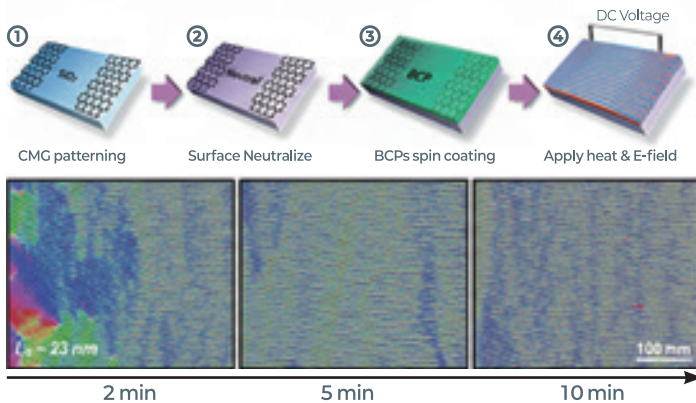 DC Voltage
① ② ③ ④
SiO₂ Neutral BCP
CMG patterning Surface Neutralize BCPs spin coating Apply heat & E-field
L₀ ~ 23 nm
100 nm
2 min 5 min 10 min